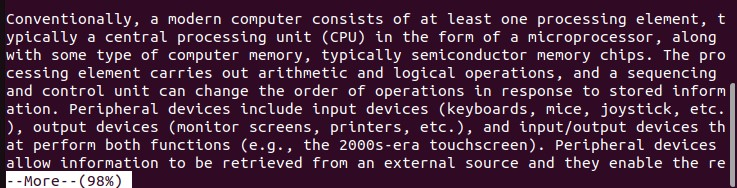 Conventionally, a modern computer consists of at least one processing element, t
ypically a central processing unit (CPU) in the form of a microprocessor, along
with some type of computer memory, typically semiconductor memory chips. The pro
cessing element carries out arithmetic and logical operations, and a sequencing
and control unit can change the order of operations in response to stored inform
ation. Peripheral devices include input devices (keyboards, mice, joystick, etc.
), output devices (monitor screens, printers, etc.), and input/output devices th
at perform both functions (e.g., the 2000s-era touchscreen). Peripheral devices
allow information to be retrieved from an external source and they enable the re
--More--(98%)